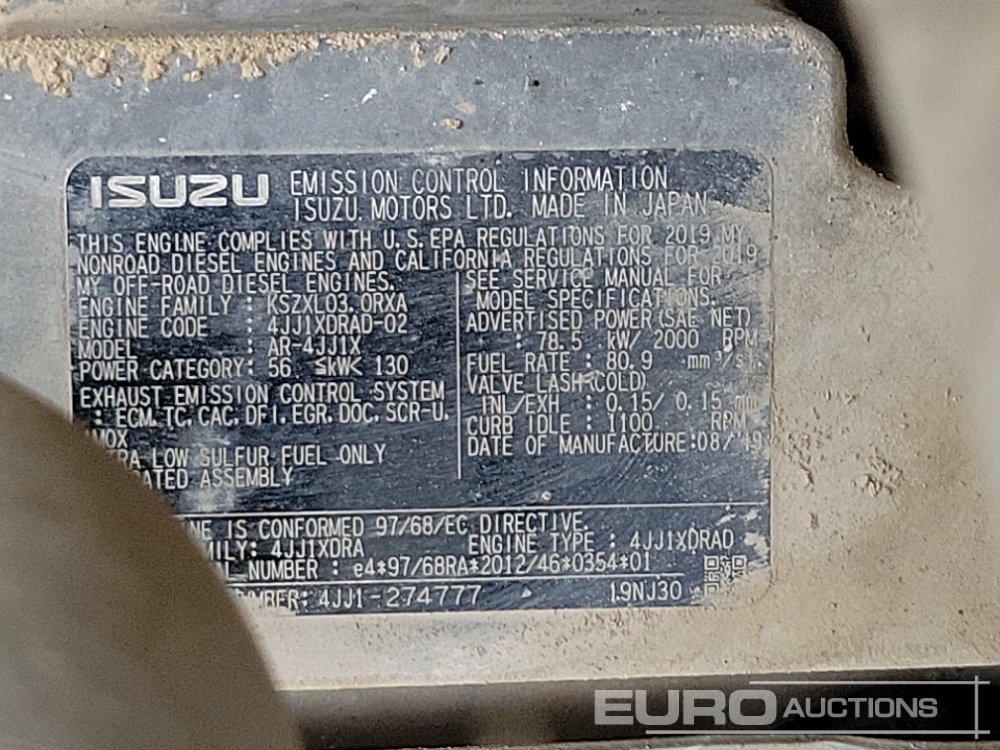 ISUZU EMISSION CONTROL INFORMATION
ISUZU MOTORS LTD. MADE IN JAPAN
THIS ENGINE COMPLIES WITH U.S.EPA REGULATIONS FOR 2019 MY
NONROAD DIESEL ENGINES AND CALIFORNIA REGULATIONS FOR 2019
MY OFF-ROAD DIESEL ENGINES.
ENGINE FAMILY : KSZXL03.0RXA
ENGINE CODE : 4JJ1XDRAD-02
MODEL : AR-4JJ1X
POWER CATEGORY: 56 ≤kW< 130
EXHAUST EMISSION CONTROL SYSTEM
: ECM,TC,CAC,DFI,EGR,DOC,SCR-U,
AMOX
LOW SULFUR FUEL ONLY
ASSEMBLY
SEE SERVICE MANUAL FOR
MODEL SPECIFICATIONS.
ADVERTISED POWER(SAE NET)
: 78.5 kW/ 2000 RPM
FUEL RATE : 80.9 mm³/st.
VALVE LASH(COLD)
INL/EXH : 0.15/ 0.15 mm
CURB IDLE : 1100 RPM
DATE OF MANUFACTURE:08/'19
IS CONFORMED 97/68/EC DIRECTIVE.
FAMILY: 4JJ1XDRA ENGINE TYPE : 4JJ1XDRAD
NUMBER : e4*97/68RA*2012/46*0354*01
NUMBER: 4JJ1-274777 19NJ30
EURO AUCTIONS